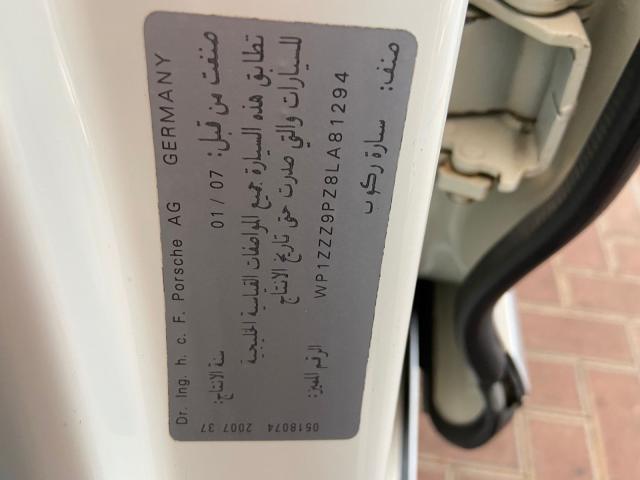 Dr. Ing. h. c. F. Porsche AG GERMANY
صنعت من قبل:
سنة الانتاج: 01 / 07
تطابق هذه السيارة جميع المواصفات القياسية الخليجية
للسيارات والتي صدرت حتى تاريخ الانتاج
الرقم المميز: WP1ZZZ9PZ8LA81294
صنف: سيارة ركوب
0518074 2007 37